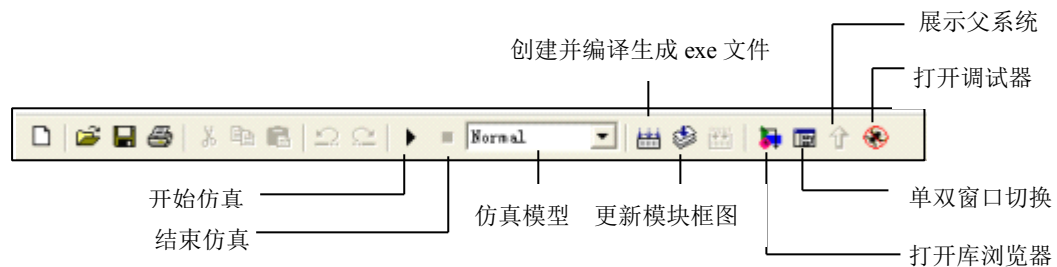 展示父系统
创建并编译生成 exe 文件
打开调试器
Normal
开始仿真
仿真模型
更新模块框图
单双窗口切换
结束仿真
打开库浏览器